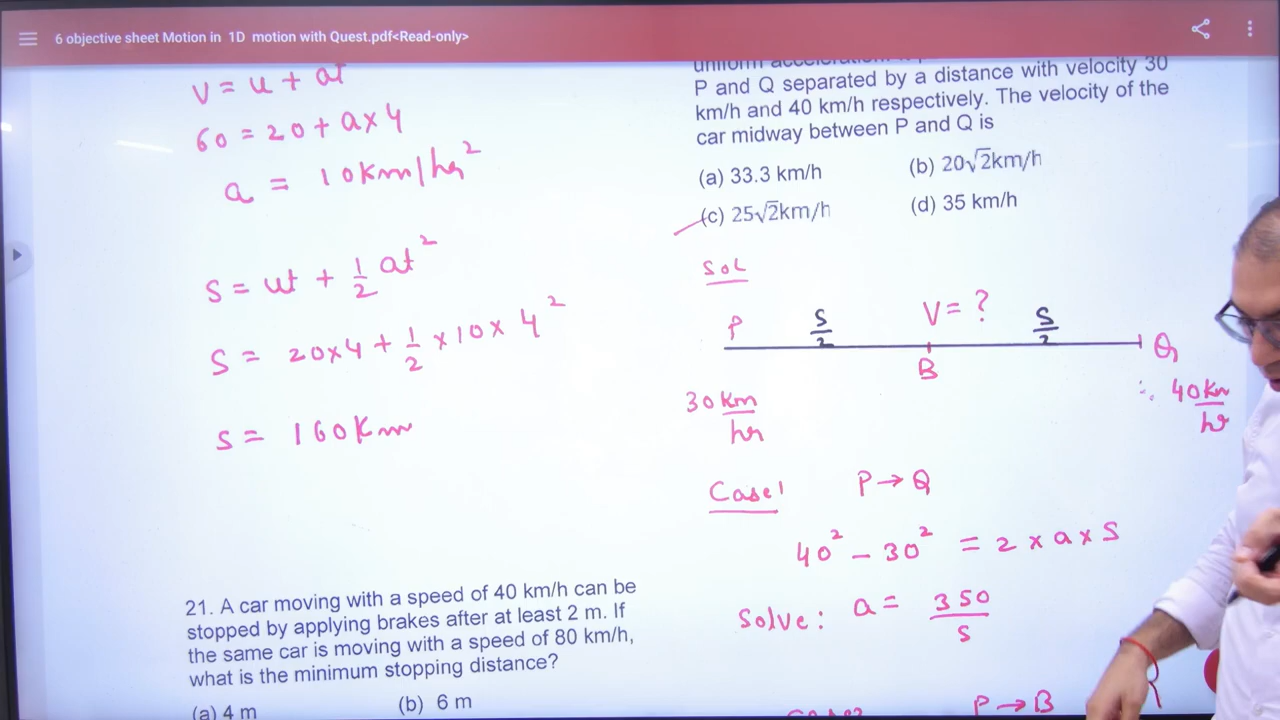 6 objective sheet Motion in 1D motion with Quest.pdf<Read-only>
v = u + at
60 = 20 + a × 4
a = 10 Km/hr²
S = ut + 1/2 at²
S = 20 × 4 + 1/2 × 10 × 4²
S = 160 Km
21. A car moving with a speed of 40 km/h can be
stopped by applying brakes after at least 2 m. If
the same car is moving with a speed of 80 km/h,
what is the minimum stopping distance?
(a) 4 m (b) 6 m
uniform
P and Q separated by a distance with velocity 30
km/h and 40 km/h respectively. The velocity of the
car midway between P and Q is
(a) 33.3 km/h (b) 20√2km/h
(c) 25√2km/h (d) 35 km/h
Sol
P S/2 V = ? S/2 Q
B
30 Km/hr 40 Km/hr
Case1 P → Q
40² – 30² = 2 × a × S
Solve: a = 350/S
Case2 P → B